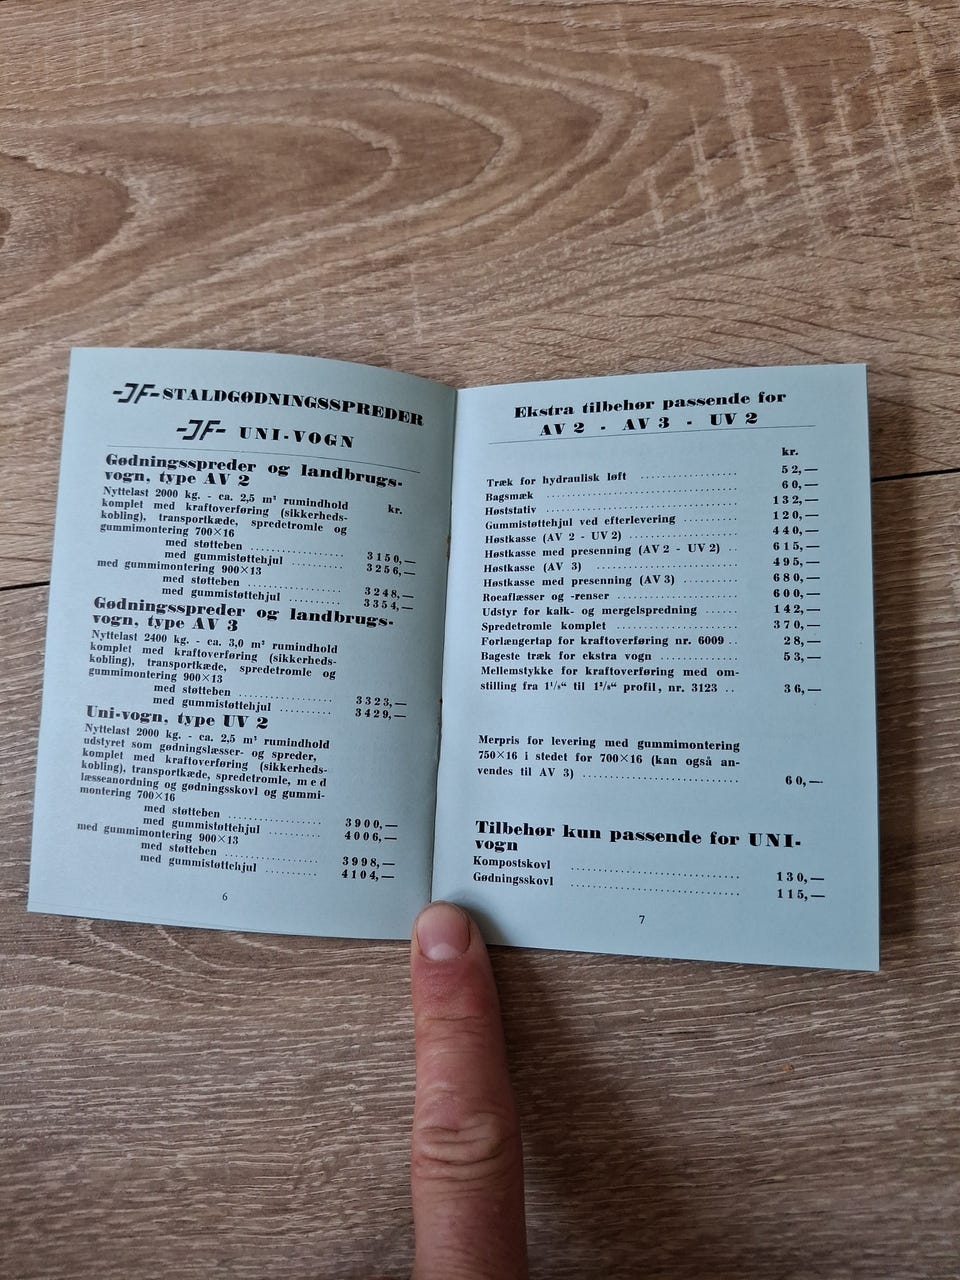 -JF- STALDGØDNINGSSPREDER
-JF- UNI-VOGN
Gødningsspreder og landbrugs-
vogn, type AV 2
Nyttelast 2000 kg. - ca. 2,5 m³ rumindhold
komplet med kraftoverføring (sikkerheds- kr.
kobling), transportkæde, spredetromle og
gummimontering 700×16
med støtteben .......... 3150,—
med gummistøttehjul .......... 3256,—
med gummimontering 900×13
med støtteben .......... 3248,—
med gummistøttehjul .......... 3354,—
Gødningsspreder og landbrugs-
vogn, type AV 3
Nyttelast 2400 kg. - ca. 3,0 m³ rumindhold
komplet med kraftoverføring (sikkerheds-
kobling), transportkæde, spredetromle og
gummimontering 900×13
med støtteben .......... 3323,—
med gummistøttehjul .......... 3429,—
Uni-vogn, type UV 2
Nyttelast 2000 kg. - ca. 2,5 m³ rumindhold
udstyret som gødningslæsser- og spreder,
komplet med kraftoverføring (sikkerheds-
kobling), transportkæde, spredetromle, med
læsseanordning og gødningsskovl og gummi-
montering 700×16
med støtteben .......... 3900,—
med gummistøttehjul .......... 4006,—
med gummimontering 900×13
med støtteben .......... 3998,—
med gummistøttehjul .......... 4104,—
6
Ekstra tilbehør passende for
AV 2 - AV 3 - UV 2
kr.
Træk for hydraulisk løft .......... 52,—
Bagsmæk .......... 60,—
Høststativ .......... 132,—
Gummistøttehjul ved efterlevering .......... 120,—
Høstkasse (AV 2 - UV 2) .......... 440,—
Høstkasse med presenning (AV 2 - UV 2) .. 615,—
Høstkasse (AV 3) .......... 495,—
Høstkasse med presenning (AV 3) .......... 680,—
Roeaflæsser og -renser .......... 600,—
Udstyr for kalk- og mergelspredning ...... 142,—
Spredetromle komplet .......... 370,—
Forlængertap for kraftoverføring nr. 6009 .. 28,—
Bageste træk for ekstra vogn .......... 53,—
Mellemstykke for kraftoverføring med om-
stilling fra 1¹/₈“ til 1³/₈“ profil, nr. 3123 .. 36,—
Merpris for levering med gummimontering
750×16 i stedet for 700×16 (kan også an-
vendes til AV 3) .......... 60,—
Tilbehør kun passende for UNI-
vogn
Kompostskovl .......... 130,—
Gødningsskovl .......... 115,—
7